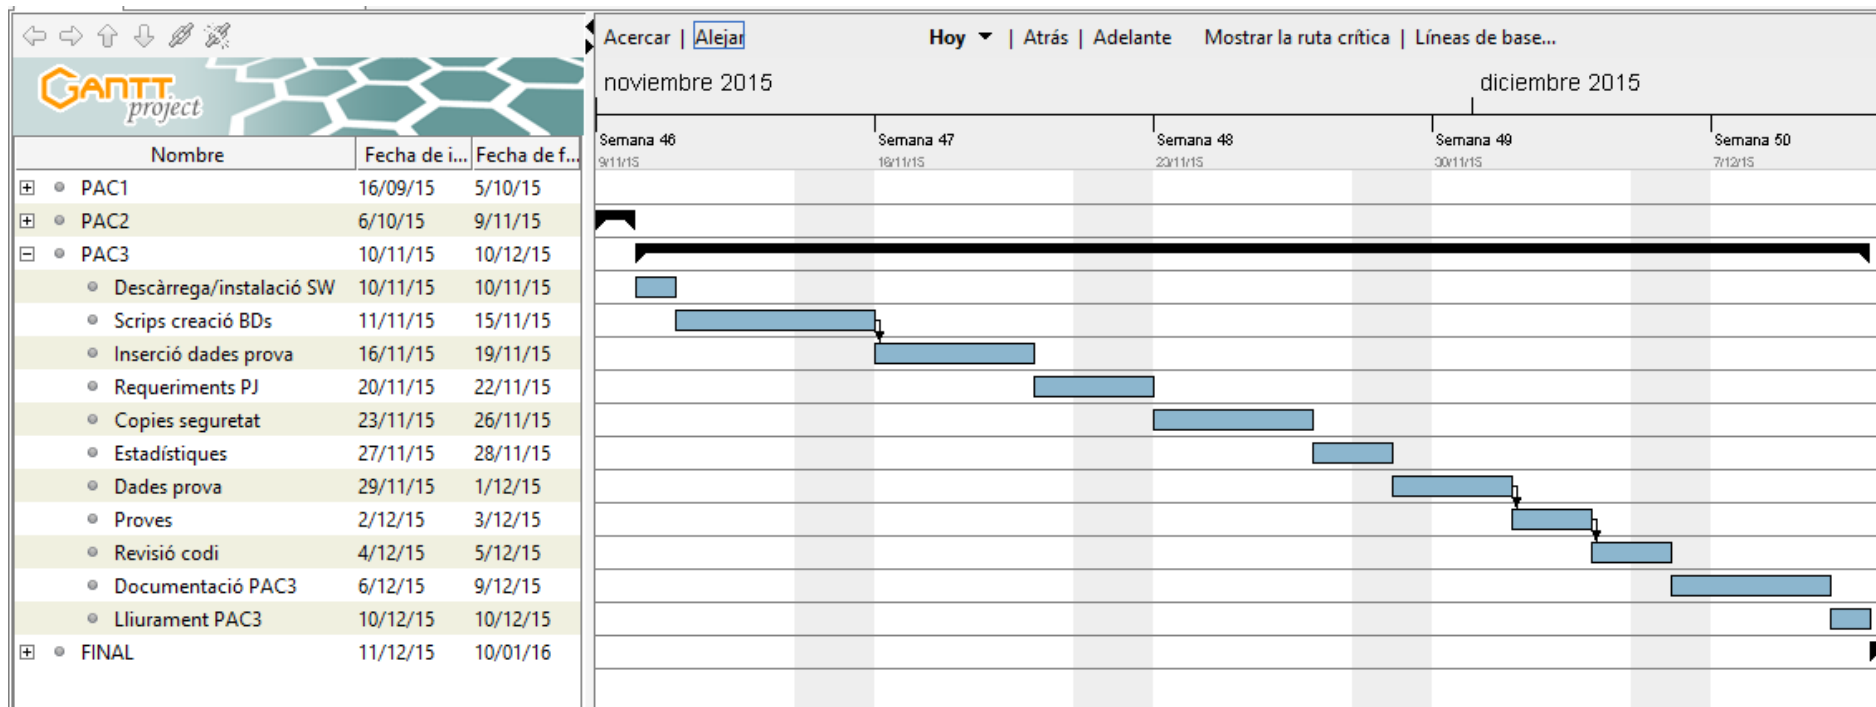 Acercar | Alejar Hoy | Atrás | Adelante Mostrar la ruta crítica | Líneas de base...
GANTT
project
noviembre 2015 diciembre 2015
Semana 46 Semana 47 Semana 48 Semana 49 Semana 50
9/11/15 16/11/15 23/11/15 30/11/15 7/12/15
Nombre Fecha de i... Fecha de f...
PAC1 16/09/15 5/10/15
PAC2 6/10/15 9/11/15
PAC3 10/11/15 10/12/15
Descàrrega/instalació SW 10/11/15 10/11/15
Scrips creació BDs 11/11/15 15/11/15
Inserció dades prova 16/11/15 19/11/15
Requeriments PJ 20/11/15 22/11/15
Copies seguretat 23/11/15 26/11/15
Estadístiques 27/11/15 28/11/15
Dades prova 29/11/15 1/12/15
Proves 2/12/15 3/12/15
Revisió codi 4/12/15 5/12/15
Documentació PAC3 6/12/15 9/12/15
Lliurament PAC3 10/12/15 10/12/15
FINAL 11/12/15 10/01/16